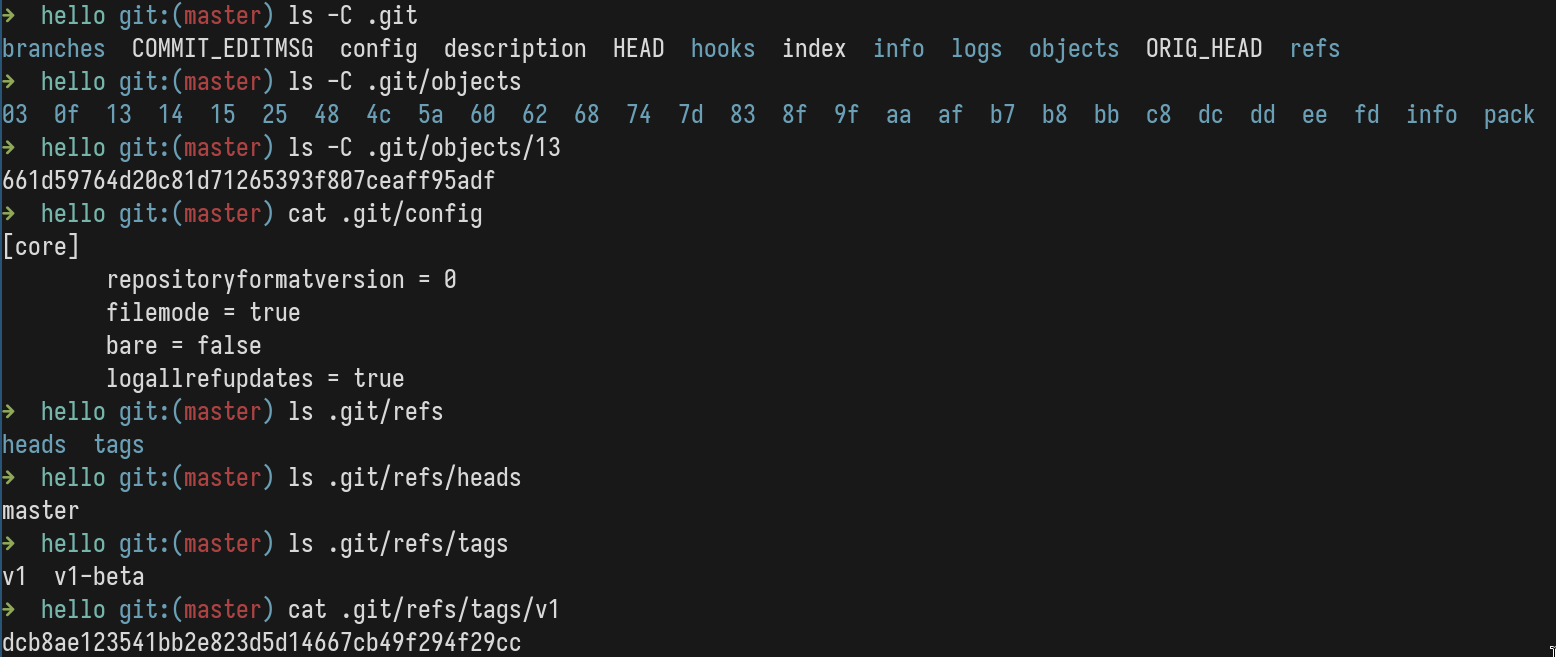 ➜  hello git:(master) ls -C .git
branches  COMMIT_EDITMSG  config  description  HEAD  hooks  index  info  logs  objects  ORIG_HEAD  refs
➜  hello git:(master) ls -C .git/objects
03  0f  13  14  15  25  48  4c  5a  60  62  68  74  7d  83  8f  9f  aa  af  b7  b8  bb  c8  dc  dd  ee  fd  info  pack
➜  hello git:(master) ls -C .git/objects/13
661d59764d20c81d71265393f807ceaff95adf
➜  hello git:(master) cat .git/config
[core]
        repositoryformatversion = 0
        filemode = true
        bare = false
        logallrefupdates = true
➜  hello git:(master) ls .git/refs
heads  tags
➜  hello git:(master) ls .git/refs/heads
master
➜  hello git:(master) ls .git/refs/tags
v1  v1-beta
➜  hello git:(master) cat .git/refs/tags/v1
dcb8ae123541bb2e823d5d14667cb49f294f29cc